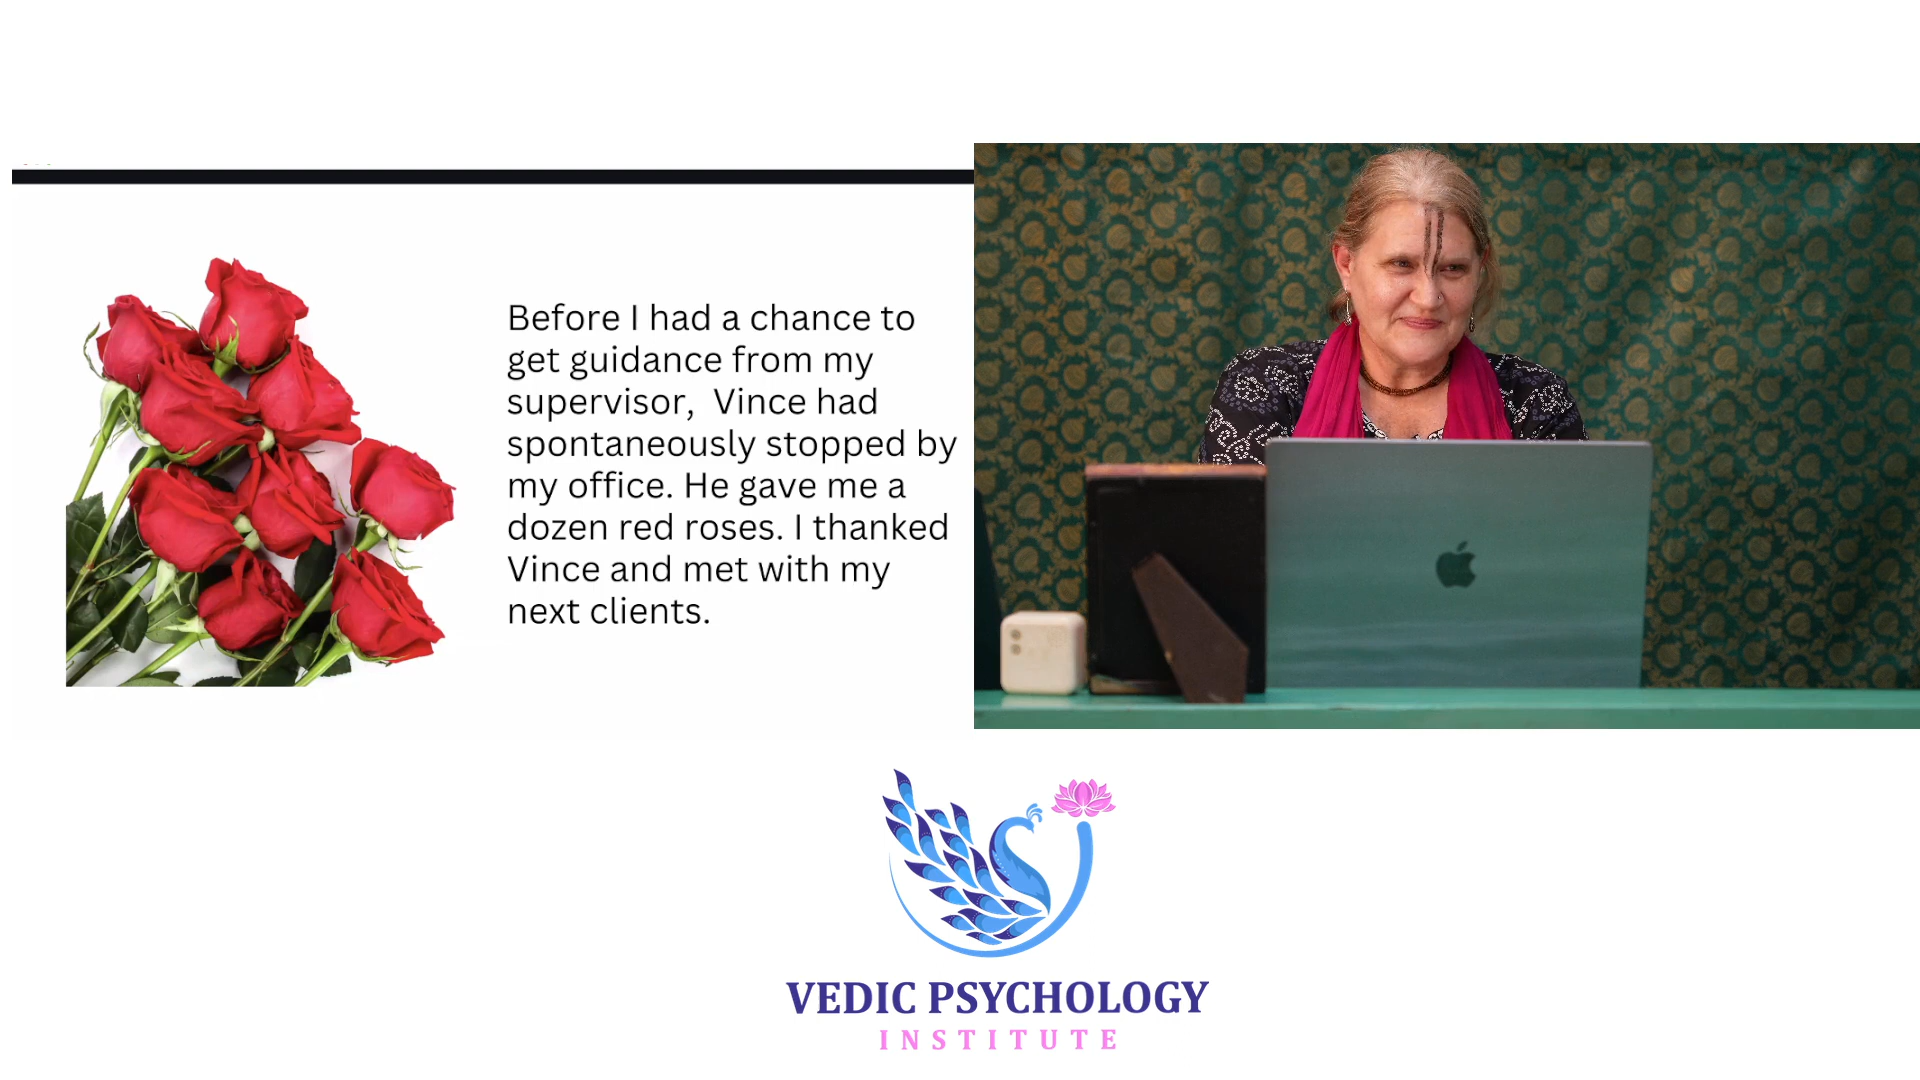 Before I had a chance to
get guidance from my
supervisor,  Vince had
spontaneously stopped by
my office. He gave me a
dozen red roses. I thanked
Vince and met with my
next clients.
VEDIC PSYCHOLOGY
INSTITUTE